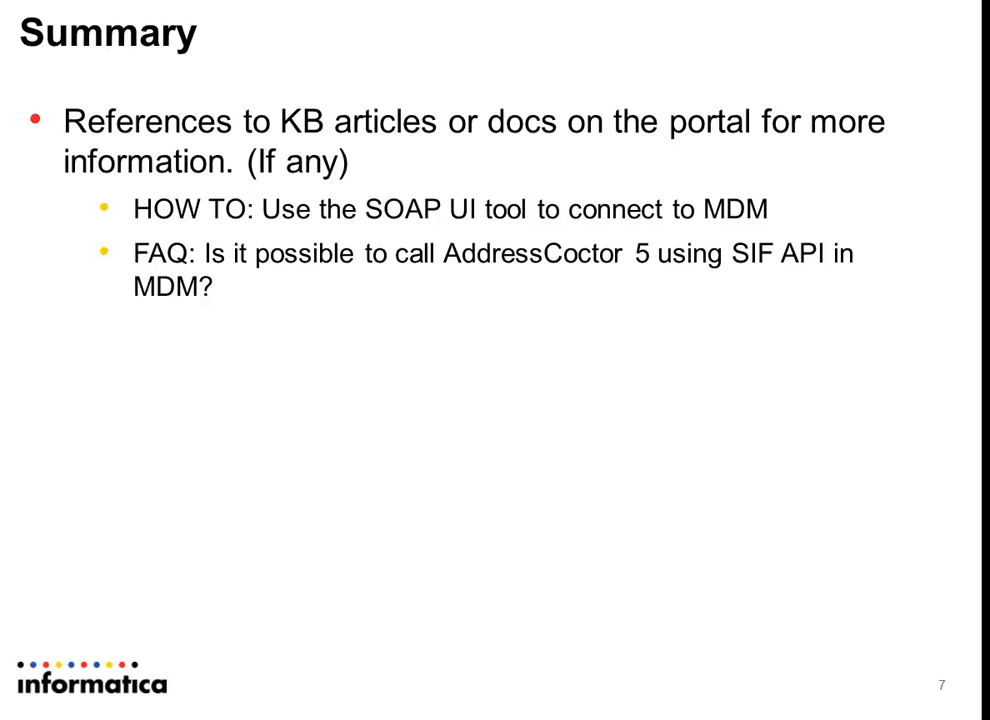 Summary
• References to KB articles or docs on the portal for more
information. (If any)
• HOW TO: Use the SOAP UI tool to connect to MDM
• FAQ: Is it possible to call AddressCoctor 5 using SIF API in
MDM?
informatica
7